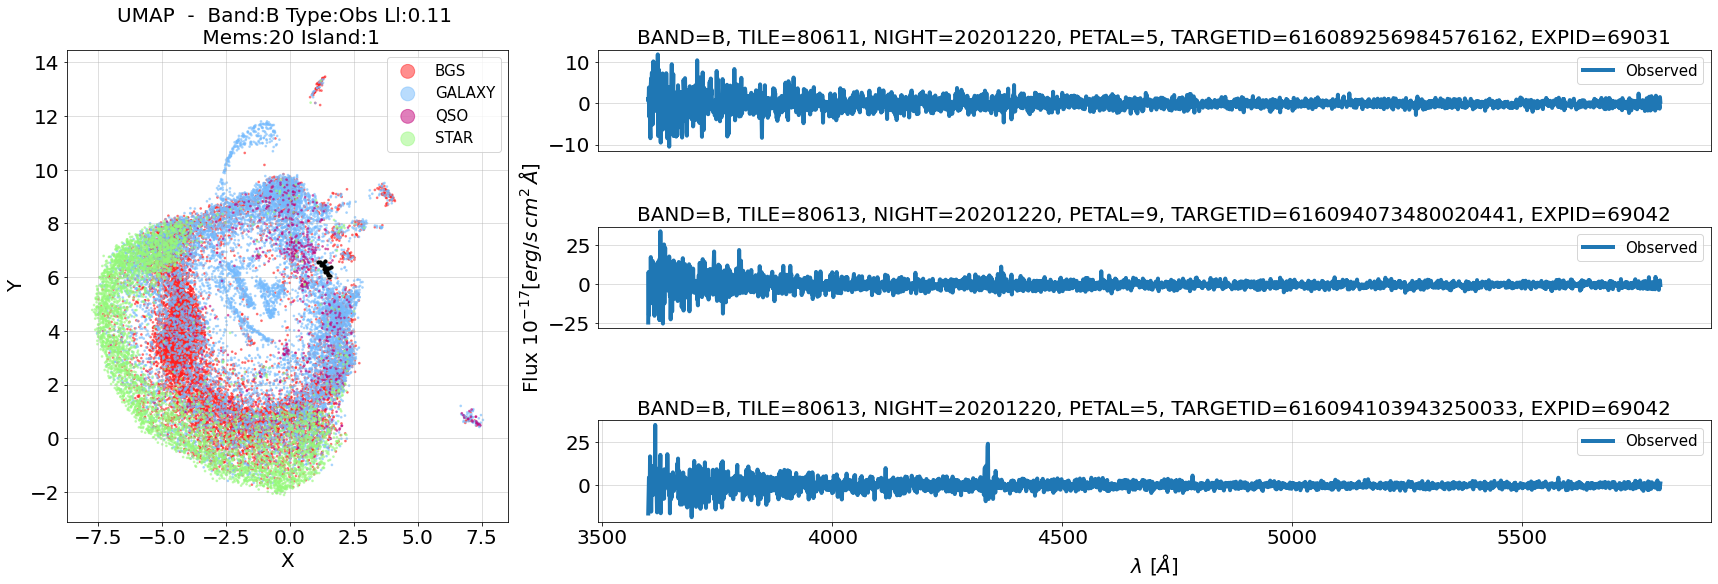 UMAP - Band:B Type:Obs Ll:0.11
Mems:20 Island:1
14
12
10
8
6
4
2
0
−2
Y
−7.5 −5.0 −2.5 0.0 2.5 5.0 7.5
X
BGS
GALAXY
QSO
STAR
Flux 10⁻¹⁷[erg/s cm² Å]
BAND=B, TILE=80611, NIGHT=20201220, PETAL=5, TARGETID=616089256984576162, EXPID=69031
10
0
−10
Observed
BAND=B, TILE=80613, NIGHT=20201220, PETAL=9, TARGETID=616094073480020441, EXPID=69042
25
0
−25
Observed
BAND=B, TILE=80613, NIGHT=20201220, PETAL=5, TARGETID=616094103943250033, EXPID=69042
25
0
Observed
3500 4000 4500 5000 5500
λ [Å]